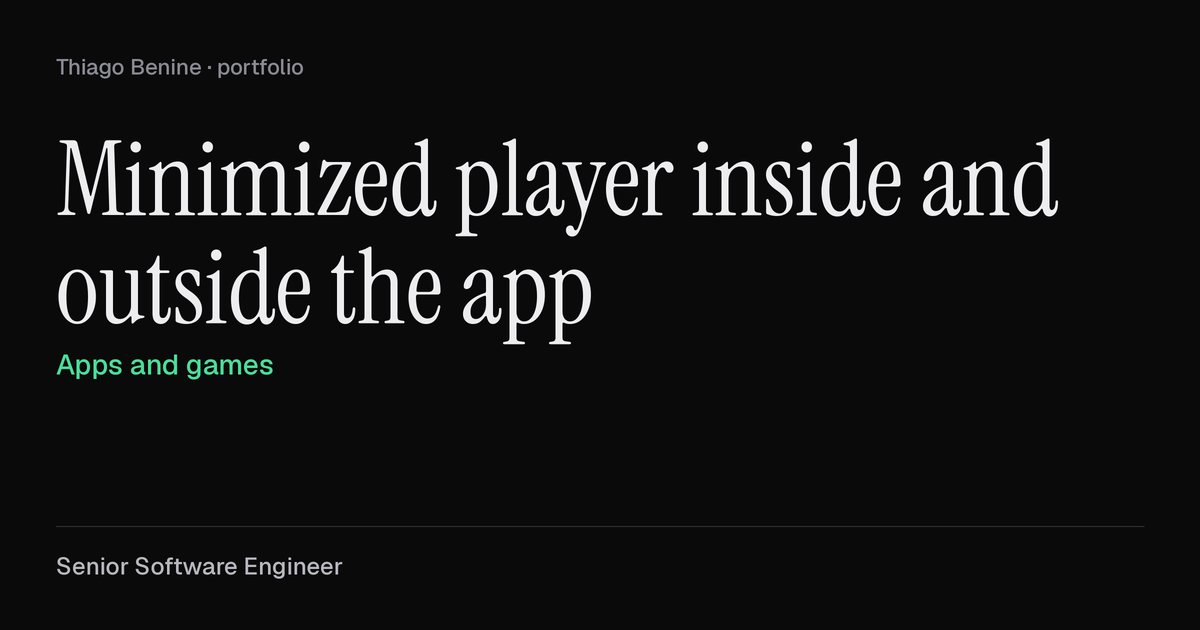 Thiago Benine · portfolio
Minimized player inside and
outside the app
Apps and games
Senior Software Engineer